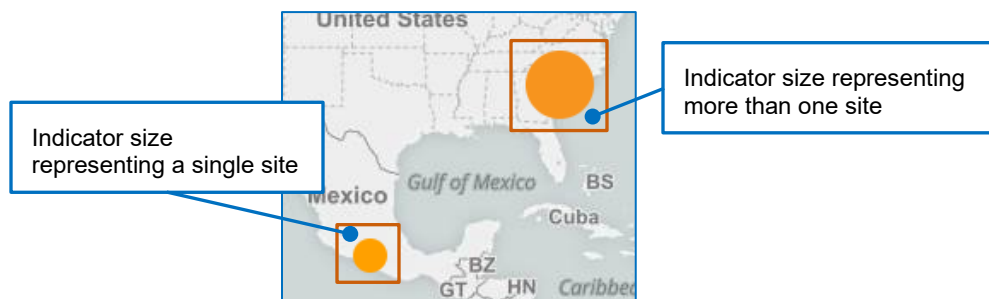 United States
Indicator size representing
more than one site
Indicator size
representing a single site
Mexico
Gulf of Mexico
BS
Cuba
BZ
GT
HN